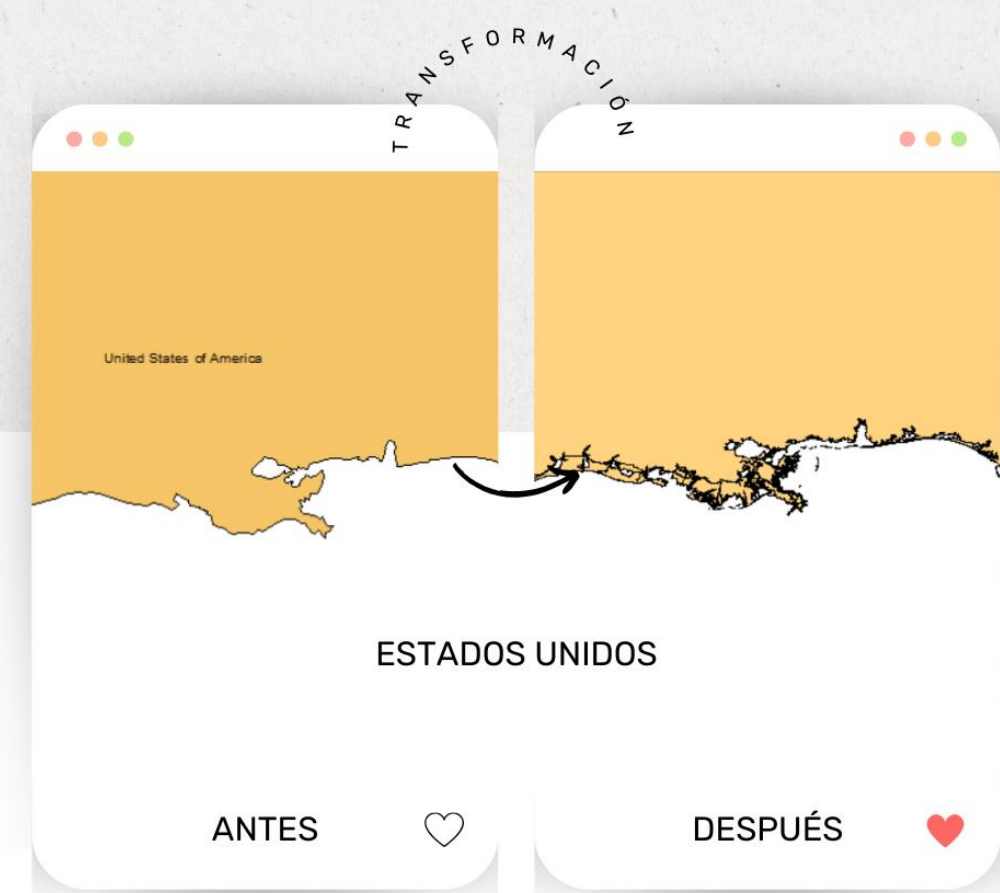 TRANSFORMACIÓN
United States of America
ESTADOS UNIDOS
ANTES
DESPUÉS